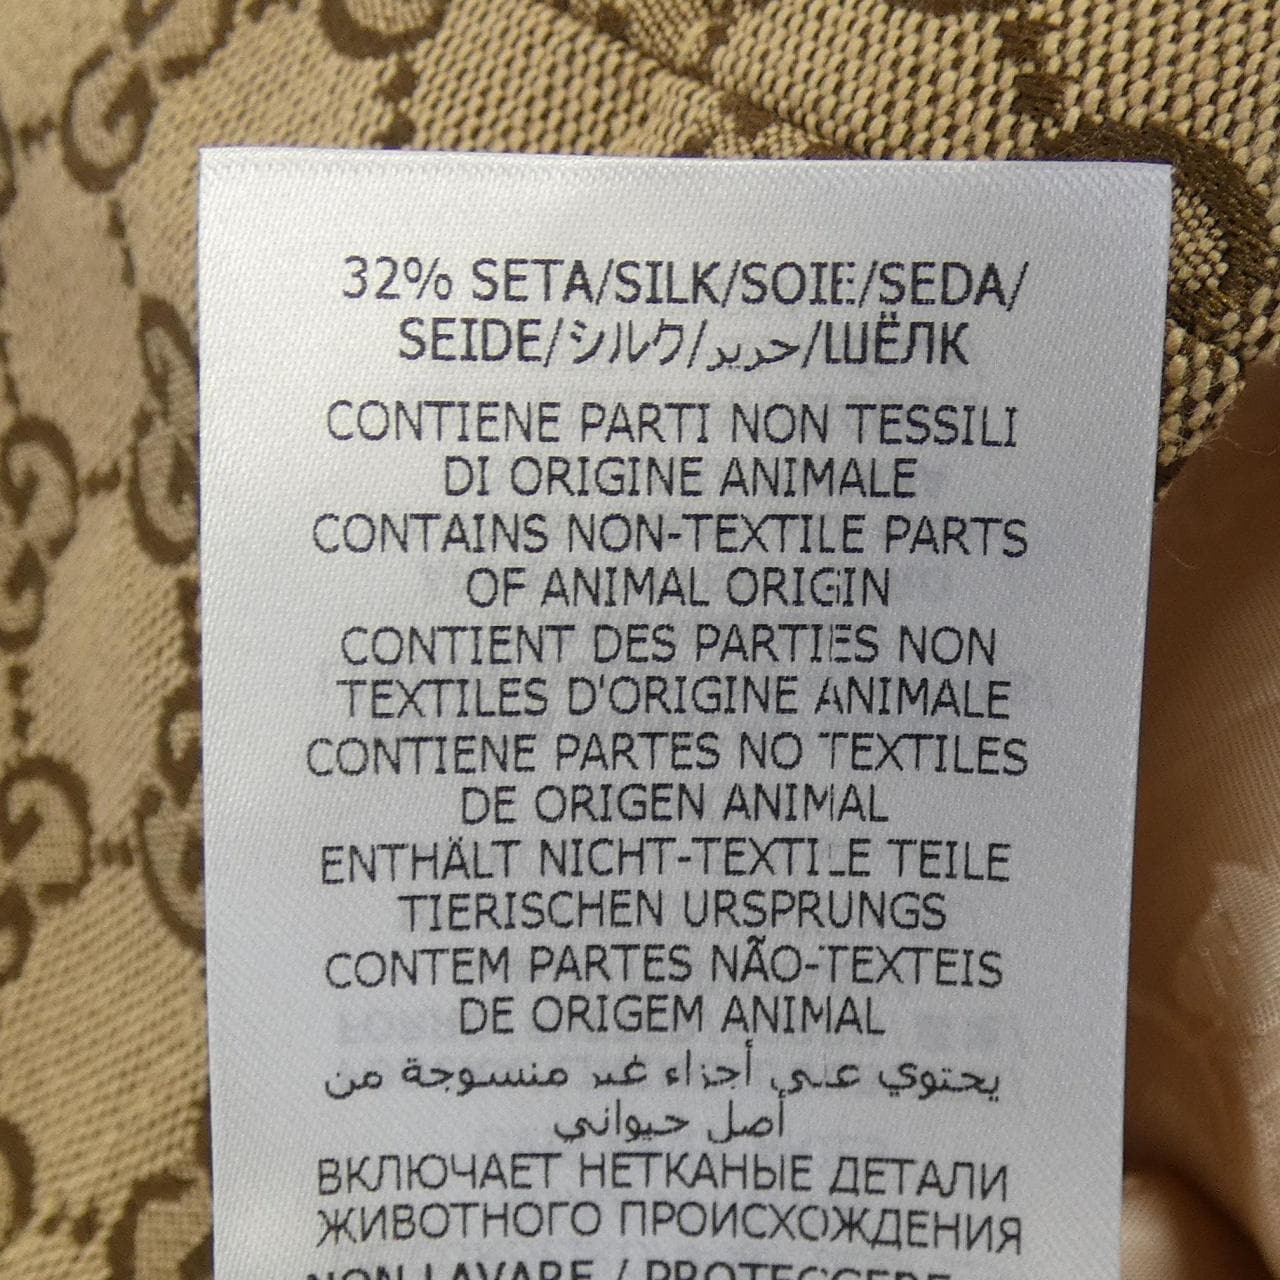 32% SETA/SILK/SOIE/SEDA/
SEIDE/シルク/حرير/ШЁЛК
CONTIENE PARTI NON TESSILI
DI ORIGINE ANIMALE
CONTAINS NON-TEXTILE PARTS
OF ANIMAL ORIGIN
CONTIENT DES PARTIES NON
TEXTILES D'ORIGINE ANIMALE
CONTIENE PARTES NO TEXTILES
DE ORIGEN ANIMAL
ENTHÄLT NICHT-TEXTILE TEILE
TIERISCHEN URSPRUNGS
CONTEM PARTES NÃO-TEXTEIS
DE ORIGEM ANIMAL
يحتوي على أجزاء غير منسوجة من
أصل حيواني
ВКЛЮЧАЕТ НЕТКАНЫЕ ДЕТАЛИ
ЖИВОТНОГО ПРОИСХОЖДЕНИЯ
NON LAVARE / PROTEGGERE